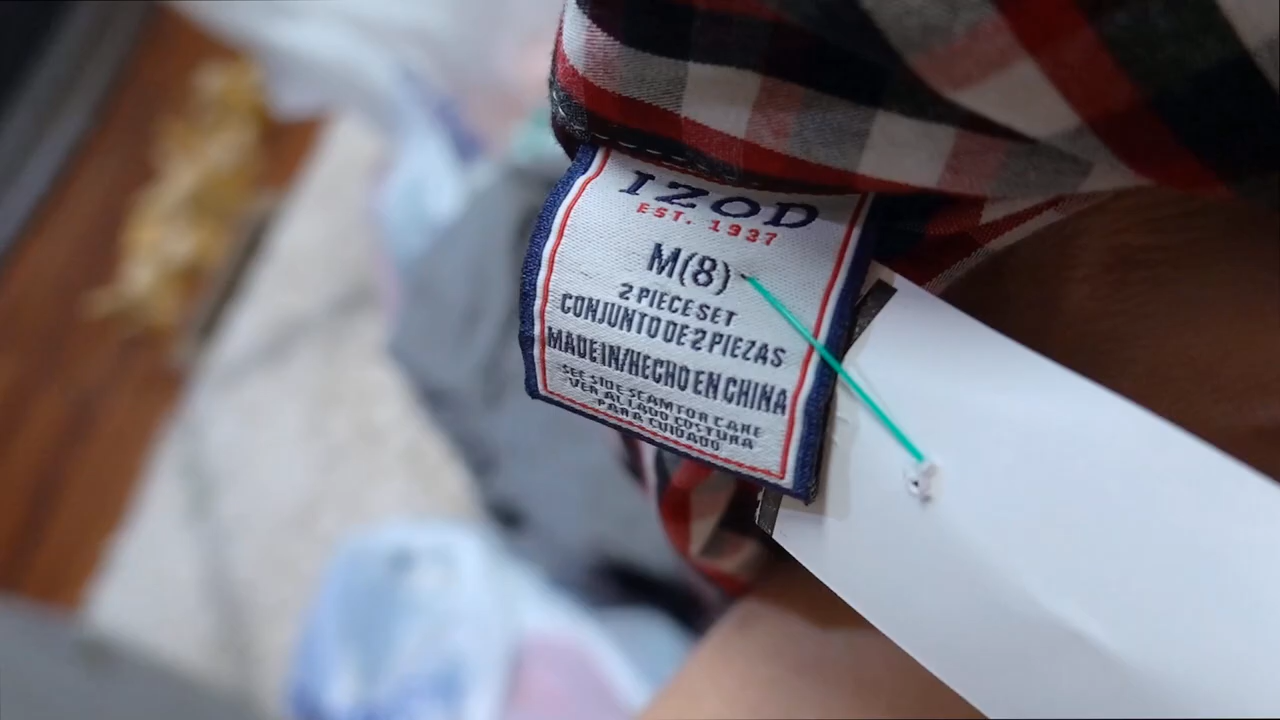 IZOD
EST. 1937
M(8)
2 PIECE SET
CONJUNTO DE 2 PIEZAS
MADE IN/HECHO EN CHINA
SEE SIDE SEAM FOR CARE
VER AL LADO COSTURA
PARA CUIDADO